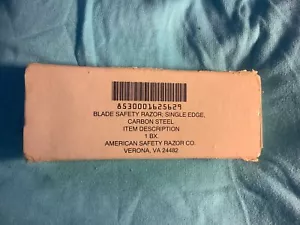 8530001625629
BLADE SAFETY RAZOR, SINGLE EDGE,
CARBON STEEL
ITEM DESCRIPTION
1 BX.
AMERICAN SAFETY RAZOR CO.
VERONA, VA 24482